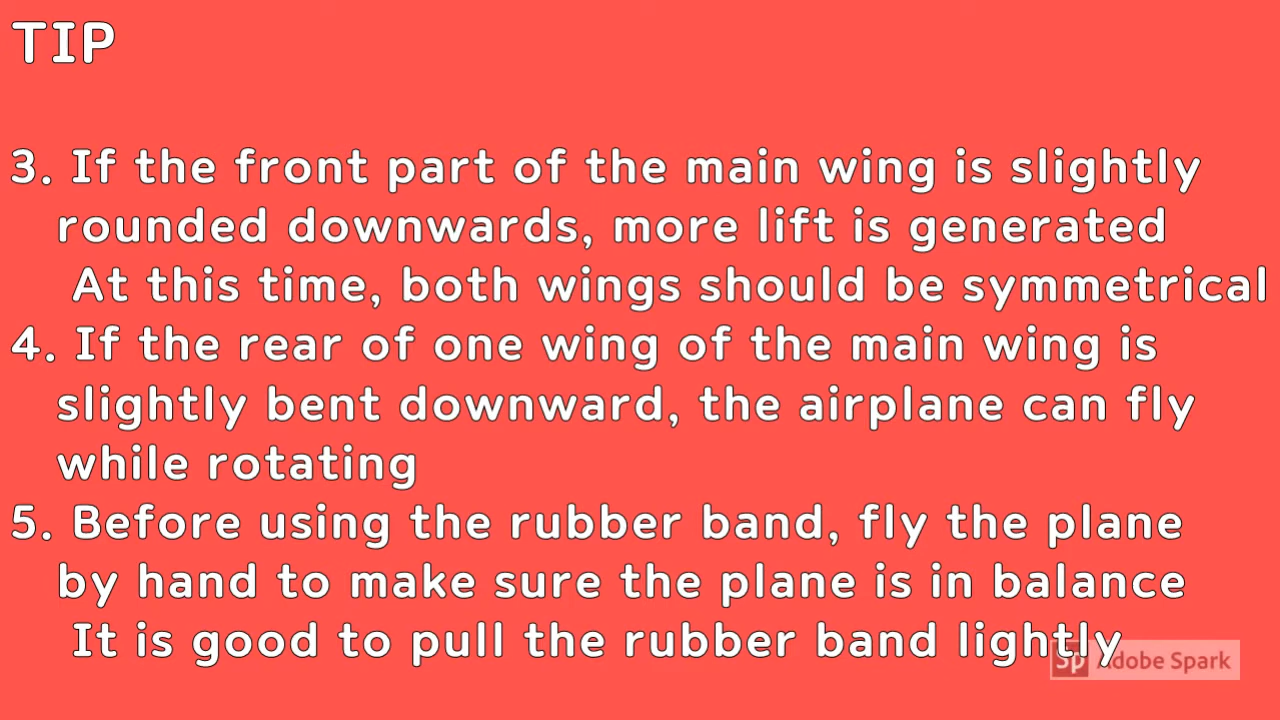 TIP
3. If the front part of the main wing is slightly
rounded downwards, more lift is generated
At this time, both wings should be symmetrical
4. If the rear of one wing of the main wing is
slightly bent downward, the airplane can fly
while rotating
5. Before using the rubber band, fly the plane
by hand to make sure the plane is in balance
It is good to pull the rubber band lightly
Sp Adobe Spark